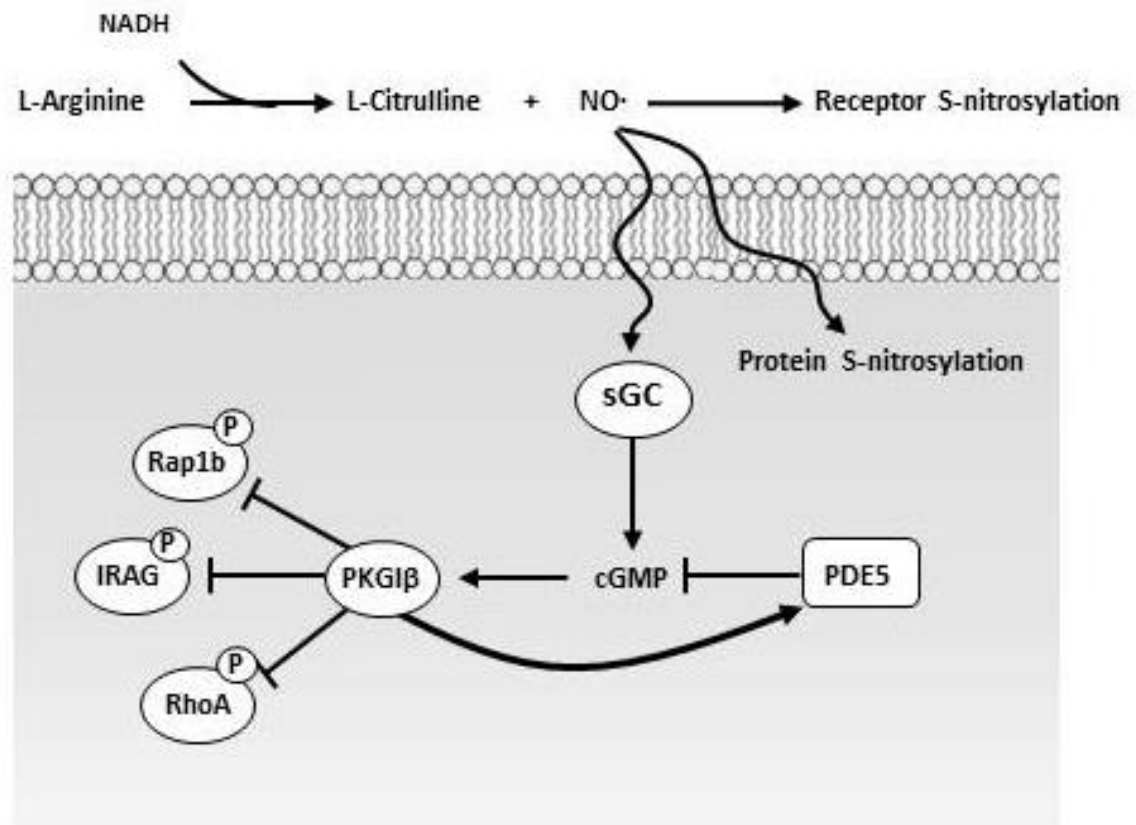 NADH
L-Arginine L-Citrulline + NO· Receptor S-nitrosylation
Protein S-nitrosylation
sGC
P
Rap1b
P
IRAG
PKGIβ
cGMP
PDE5
P
RhoA